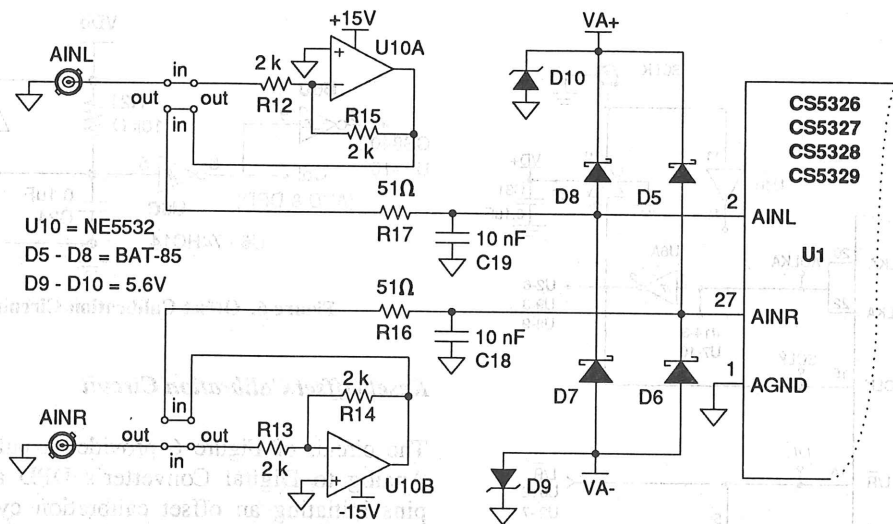 +15V
VA+
AINL
U10A
in
2 k
out
out
R12
D10
in
R15
2 k
CS5326
CS5327
CS5328
CS5329
51Ω
D8
D5
2
AINL
R17
U10 = NE5532
10 nF
C19
U1
D5 - D8 = BAT-85
D9 - D10 = 5.6V
51Ω
27
AINR
R16
10 nF
C18
1
AGND
in
2 k
D7
D6
AINR
R14
out
out
R13
in
2 k
U10B
D9
-15V
VA-